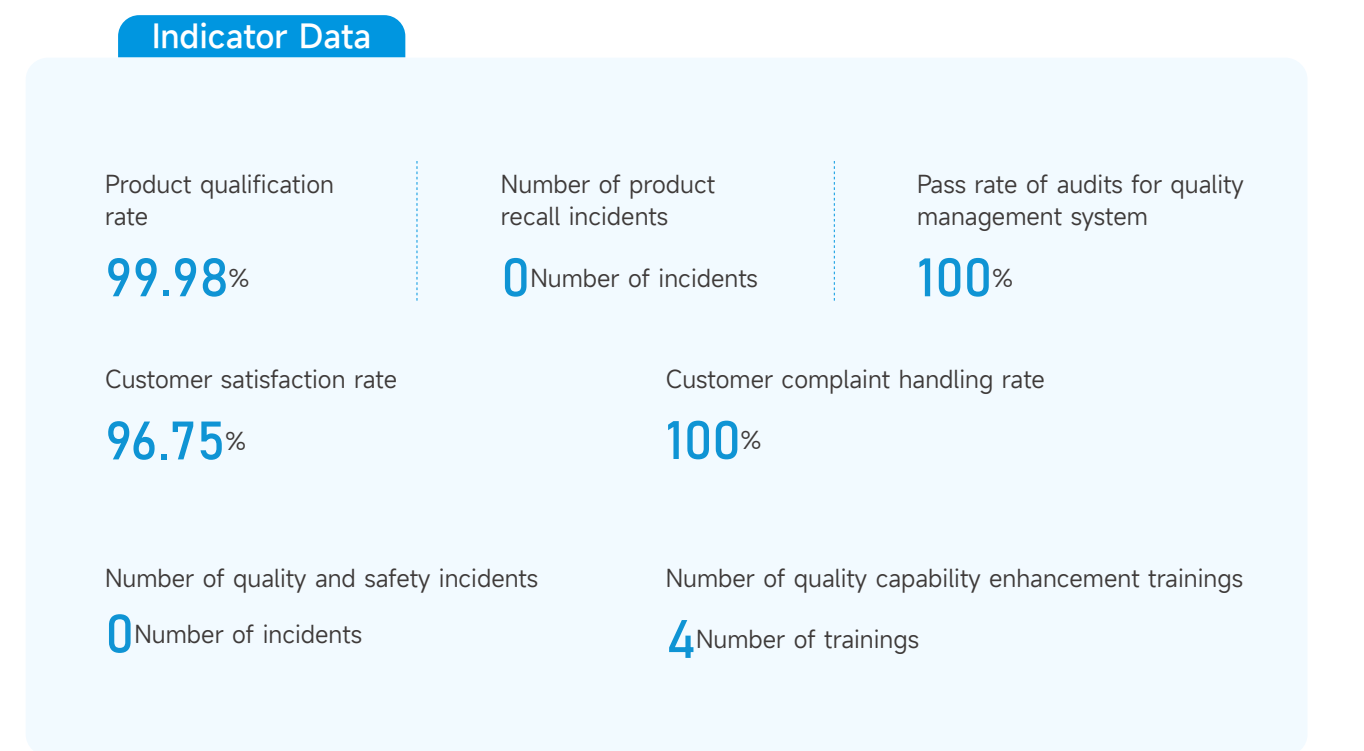 Indicator Data
Product qualification
rate
99.98%
Number of product
recall incidents
0Number of incidents
Pass rate of audits for quality
management system
100%
Customer satisfaction rate
96.75%
Customer complaint handling rate
100%
Number of quality and safety incidents
0Number of incidents
Number of quality capability enhancement trainings
4Number of trainings